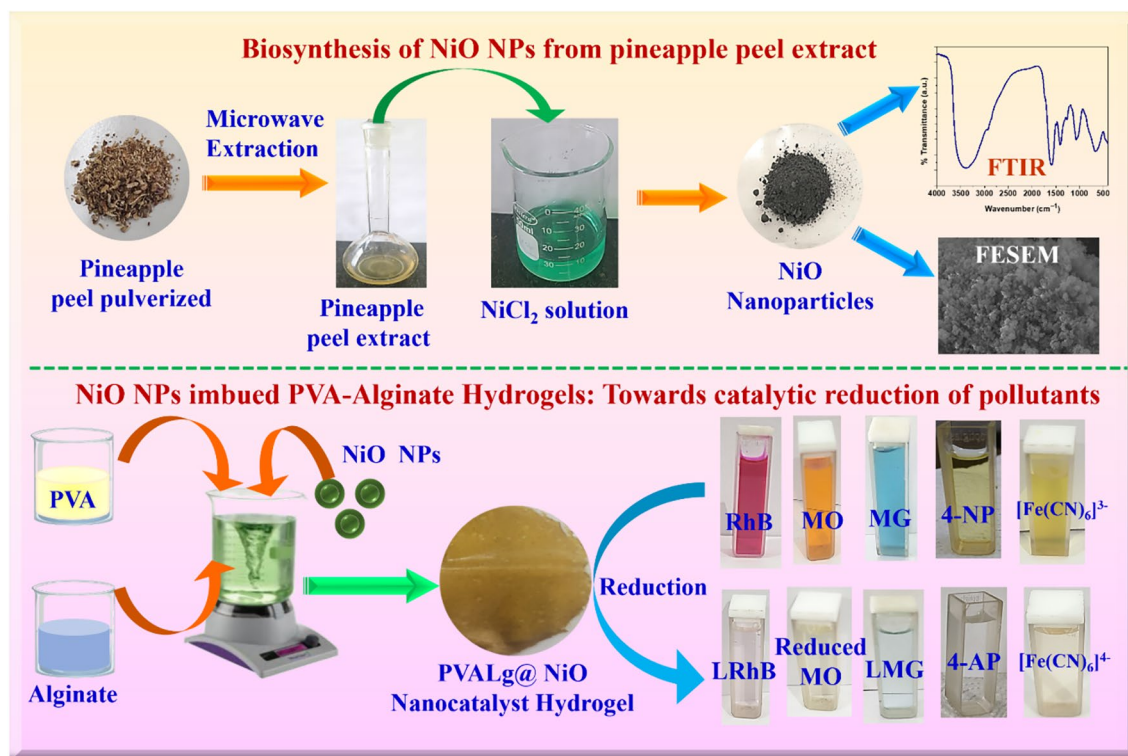 Biosynthesis of NiO NPs from pineapple peel extract
Microwave
Extraction
Pineapple
peel pulverized
Pineapple
peel extract
NiCl₂ solution
NiO
Nanoparticles
% Transmittance (a.u.)
FTIR
4000 3500 3000 2500 2000 1500 1000 500
Wavenumber (cm⁻¹)
FESEM
NiO NPs imbued PVA-Alginate Hydrogels: Towards catalytic reduction of pollutants
PVA
NiO NPs
Alginate
PVALg@ NiO
Nanocatalyst Hydrogel
Reduction
RhB
MO
MG
4-NP
[Fe(CN)₆]³⁻
LRhB
Reduced
MO
LMG
4-AP
[Fe(CN)₆]⁴⁻